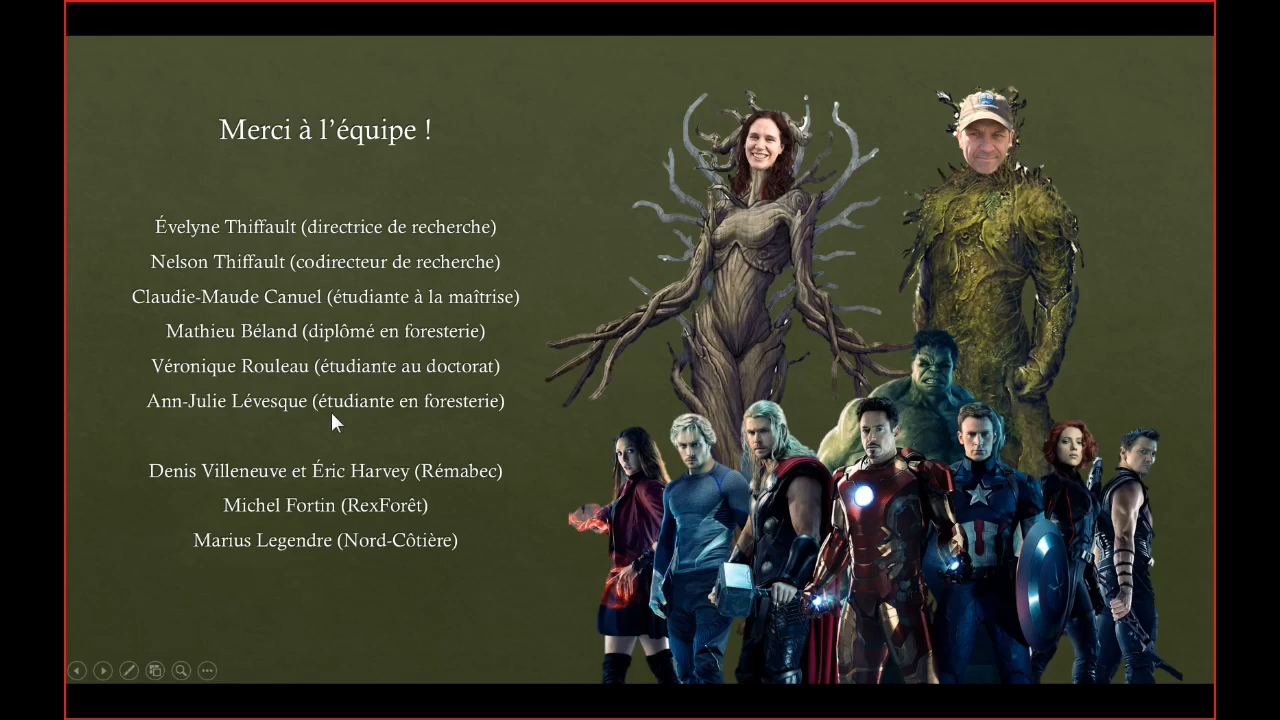 Merci à l'équipe !
Évelyne Thiffault (directrice de recherche)
Nelson Thiffault (codirecteur de recherche)
Claudie-Maude Canuel (étudiante à la maîtrise)
Mathieu Béland (diplômé en foresterie)
Véronique Rouleau (étudiante au doctorat)
Ann-Julie Lévesque (étudiante en foresterie)
Denis Villeneuve et Éric Harvey (Rémabec)
Michel Fortin (RexForêt)
Marius Legendre (Nord-Côtière)